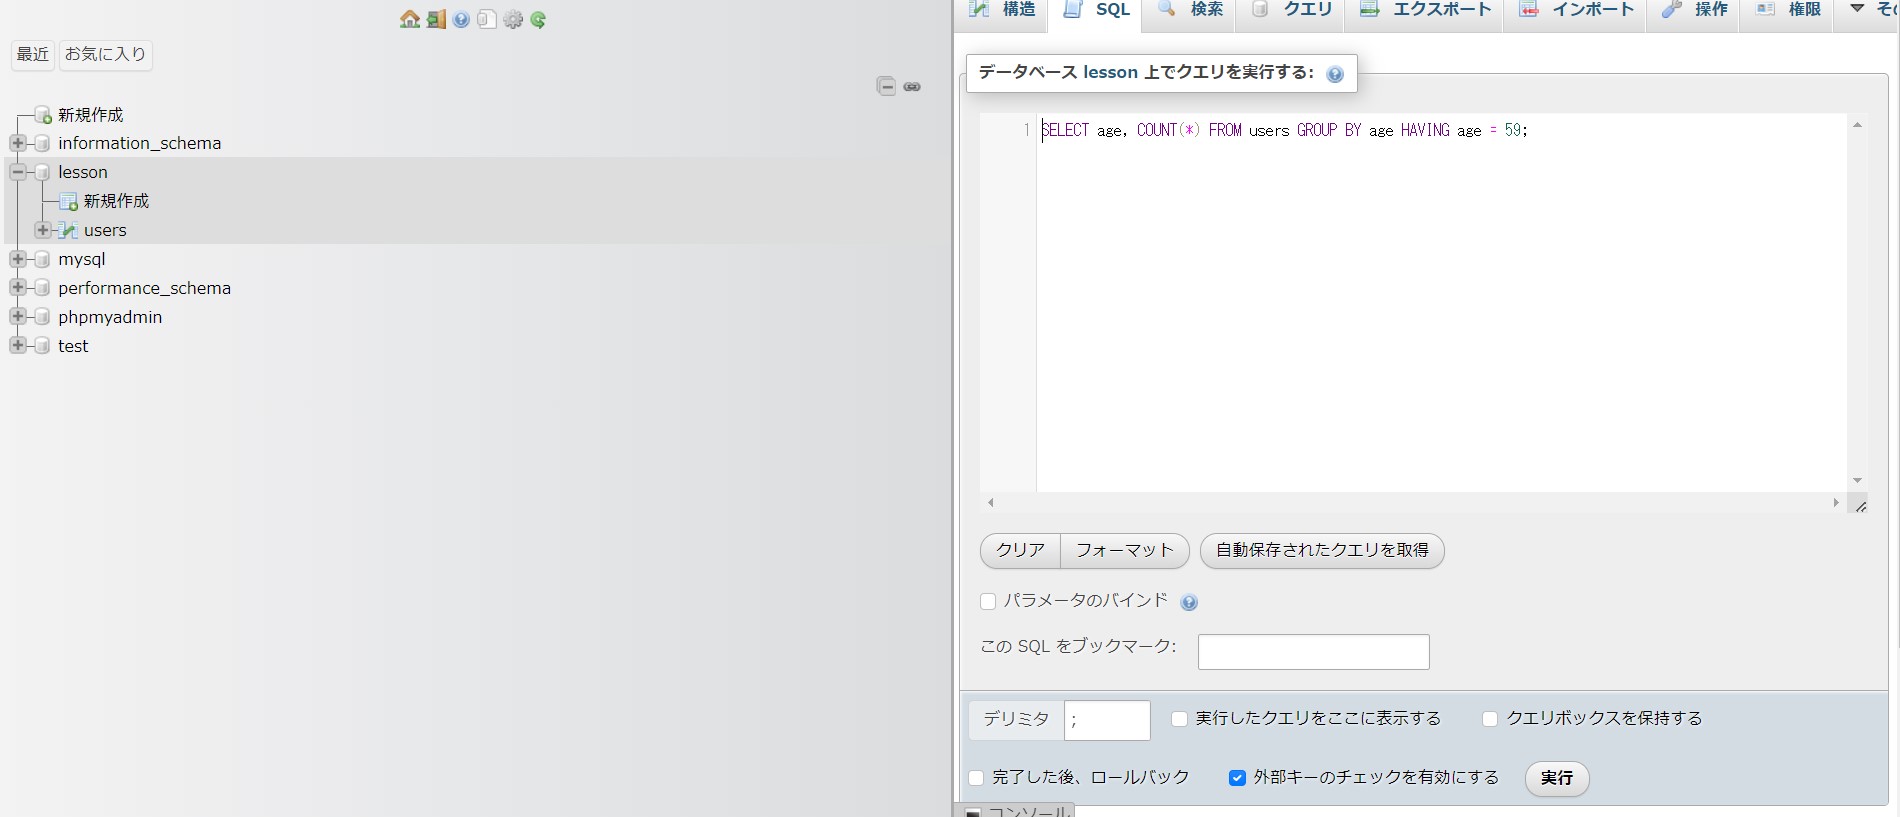 最近 お気に入り
新規作成
information_schema
lesson
新規作成
users
mysql
performance_schema
phpmyadmin
test
構造 SQL 検索 クエリ エクスポート インポート 操作 権限
データベース lesson 上でクエリを実行する:
1 SELECT age, COUNT(*) FROM users GROUP BY age HAVING age = 59;
クリア フォーマット 自動保存されたクエリを取得
パラメータのバインド
この SQL をブックマーク:
デリミタ ; 実行したクエリをここに表示する クエリボックスを保持する
完了した後、ロールバック 外部キーのチェックを有効にする 実行
コンソール